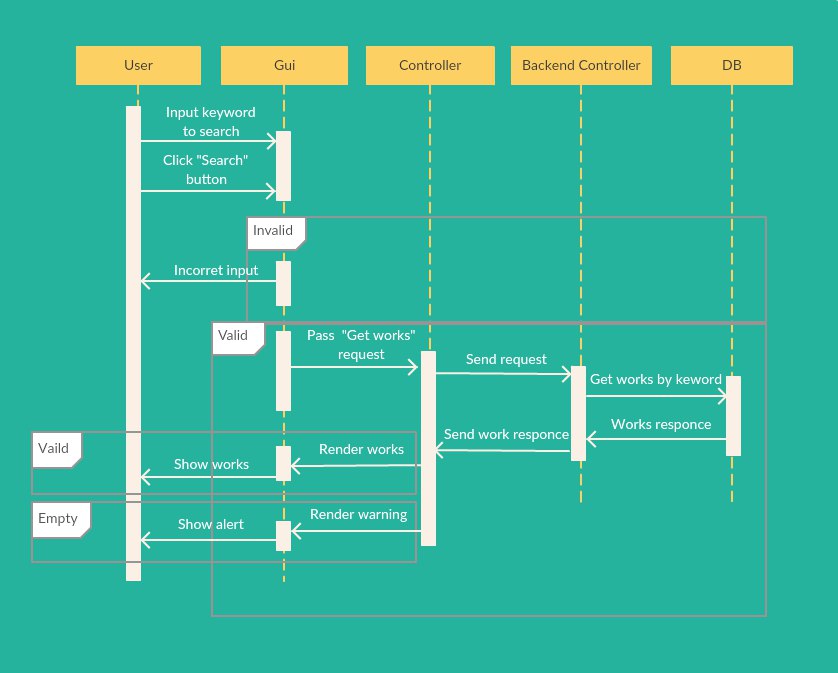 User
Gui
Controller
Backend Controller
DB
Input keyword
to search
Click "Search"
button
Invalid
Incorret input
Valid
Pass "Get works"
request
Send request
Get works by keword
Works responce
Send work responce
Vaild
Render works
Show works
Empty
Render warning
Show alert